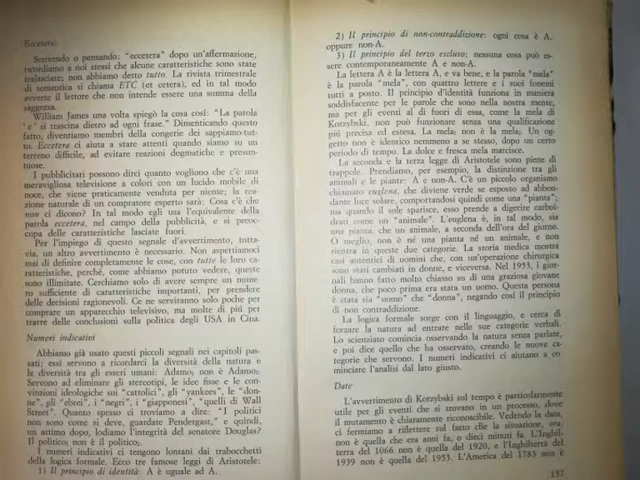 Eccetera.
Scrivendo o pensando: "eccetera" dopo un'affermazione,
ricordiamo a noi stessi che alcune caratteristiche sono state
tralasciate; non abbiamo detto tutto. La rivista trimestrale
di semantica si chiama ETC (et cetera), ed in tal modo
avverte il lettore che non intende essere una summa della
saggezza.
William James una volta spiegò la cosa così: "La parola
'e' si trascina dietro ad ogni frase." Dimenticando questo
fatto, diventiamo membri della congerie dei sappiamo-tut-
to. Eccetera ci aiuta a stare attenti quando siamo su un
terreno difficile, ad evitare reazioni dogmatiche e presun-
tuose.
I pubblicitari possono dirci quanto vogliono che c'è una
meravigliosa televisione a colori con un lucido mobile di
noce, che viene praticamente venduta per niente; la rea-
zione naturale di un compratore esperto sarà: Cosa c'è che
non ci dicono? In tal modo egli usa l'equivalente della
parola eccetera, nel campo della pubblicità, e si preoc-
cupa delle caratteristiche lasciate fuori.
Per l'impiego di questo segnale d'avvertimento, tutta-
via, un altro avvertimento è necessario. Non aspettiamoci
mai di definire completamente le cose, con tutte le loro ca-
ratteristiche, perché, come abbiamo potuto vedere, queste
sono illimitate. Cerchiamo solo di avere sempre un nume-
ro sufficiente di caratteristiche importanti, per prendere
delle decisioni ragionevoli. Ce ne serviranno solo poche per
comprare un apparecchio televisivo, ma molte di più per
trarre delle conclusioni sulla politica degli USA in Cina.
Numeri indicativi
Abbiamo già usato questi piccoli segnali nei capitoli pas-
sati; essi servono a ricordarci la diversità della natura e
le diversità tra gli esseri umani: Adamo₁ non è Adamo₂.
Servono ad eliminare gli stereotipi, le idee fisse e le con-
vinzioni ideologiche sui "cattolici", gli "yankees", le "don-
ne", gli "ebrei", i "negri", i "giapponesi", "quelli di Wall
Street". Quanto spesso ci troviamo a dire: "I politici
non sono come si deve, guardate Pendergast," e quindi,
un attimo dopo, lodiamo l'integrità del senatore Douglas?
Il politico₁ non è il politico₂.
I numeri indicativi ci tengono lontani dai trabocchetti
della logica formale. Ecco tre famose leggi di Aristotele:
1) Il principio di identità: A è uguale ad A.
2) Il principio di non-contraddizione: ogni cosa è A,
oppure non-A.
3) Il principio del terzo escluso; nessuna cosa può es-
sere contemporaneamente A e non-A.
La lettera A è la lettera A, e va bene, e la parola "mela"
è la parola "mela", con quattro lettere e i suoi fonemi
tutti a posto. Il principio d'identità funziona in maniera
soddisfacente per le parole che sono nella nostra mente,
ma per gli eventi al di fuori di essa, come la mela di
Korzybski, non può funzionare senza una qualificazione
più precisa ed estesa. La mela₁ non è la mela₂. Un og-
getto non è identico nemmeno a se stesso, dopo un certo
periodo di tempo. La dolce e fresca mela marcisce.
La seconda e la terza legge di Aristotele sono piene di
trappole. Prendiamo, per esempio, la distinzione tra gli
animali e le piante: A e non-A. C'è un piccolo organismo
chiamato euglena, che diviene verde se esposto ad abbon-
dante luce solare, comportandosi quindi come una "pianta";
ma quando il sole sparisce, esso prende a digerire carboi-
drati come un "animale". L'euglena è, in tal modo, sia
una pianta, che un animale, a seconda dell'ora del giorno.
O meglio, non è né una pianta né un animale, e non
rientra in queste due categorie. La storia medica mostra
casi autentici di uomini che, con un'operazione chirurgica
sono stati cambiati in donne, e viceversa. Nel 1953, i gior-
nali hanno fatto molto chiasso su di una graziosa giovane
donna, che poco prima era stata un uomo. Questa persona
è stata sia "uomo" che "donna", negando così il principio
di non contraddizione.
La logica formale sorge con il linguaggio, e cerca di
forzare la natura ad entrare nelle sue categorie verbali.
Lo scienziato comincia osservando la natura senza parlare,
e poi dice quello che ha osservato, creando le nuove ca-
tegorie che servono. I numeri indicativi ci aiutano a co-
minciare l'analisi dal lato giusto.
Date
L'avvertimento di Korzybski sul tempo è particolarmente
utile per gli eventi che si trovano in un processo, dove
il mutamento è chiaramente riconoscibile. Vedendo la data,
ci fermiamo a riflettere sul fatto che la situazione, ora,
non è quella che era anni fa, o dieci minuti fa. L'Inghil-
terra del 1066 non è quella del 1920, e l'Inghilterra del
1939 non è quella del 1953. L'America del 1783 non è
157